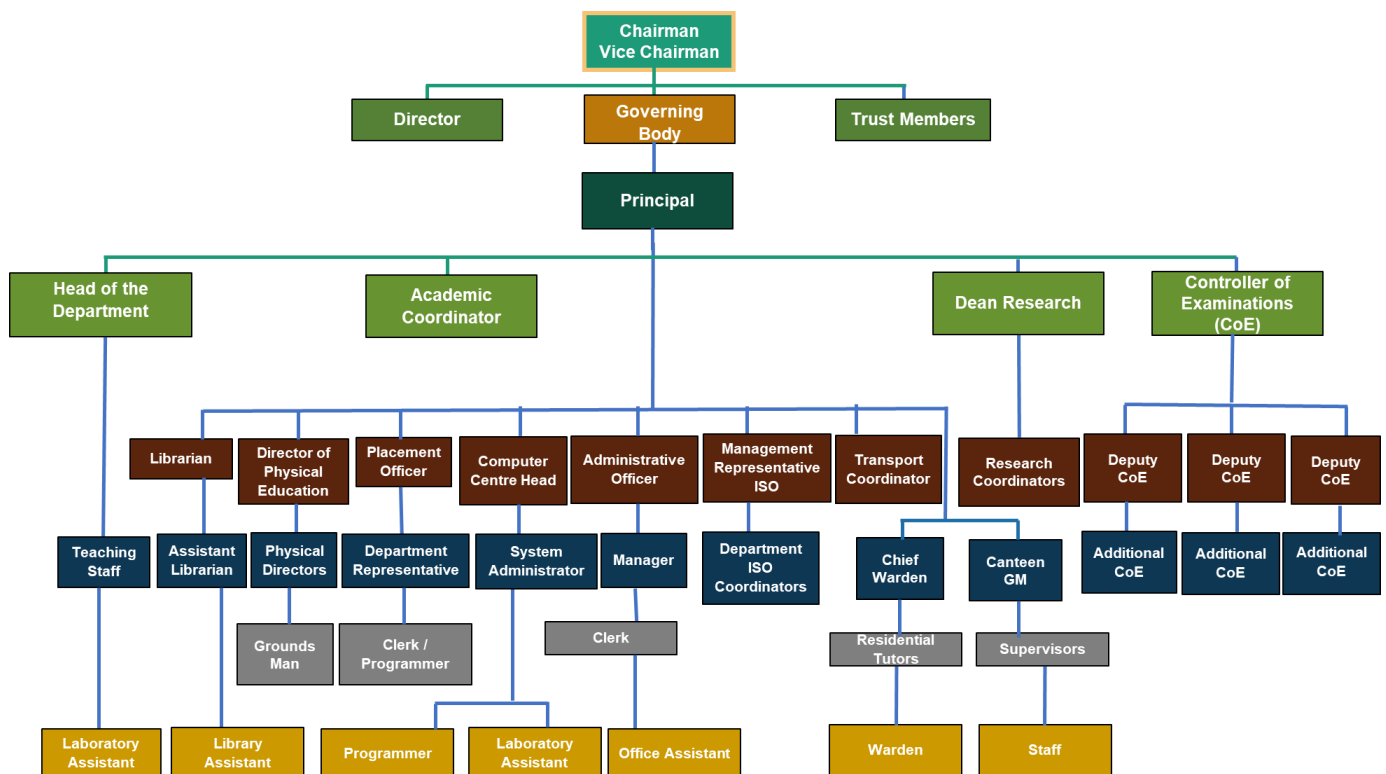 Chairman
Vice Chairman
Director
Governing
Body
Trust Members
Principal
Head of the
Department
Academic
Coordinator
Dean Research
Controller of
Examinations
(CoE)
Librarian
Director of
Physical
Education
Placement
Officer
Computer
Centre Head
Administrative
Officer
Management
Representative
ISO
Transport
Coordinator
Research
Coordinators
Deputy
CoE
Deputy
CoE
Deputy
CoE
Teaching
Staff
Assistant
Librarian
Physical
Directors
Department
Representative
System
Administrator
Manager
Department
ISO
Coordinators
Chief
Warden
Canteen
GM
Additional
CoE
Additional
CoE
Additional
CoE
Grounds
Man
Clerk /
Programmer
Clerk
Residential
Tutors
Supervisors
Laboratory
Assistant
Library
Assistant
Programmer
Laboratory
Assistant
Office Assistant
Warden
Staff